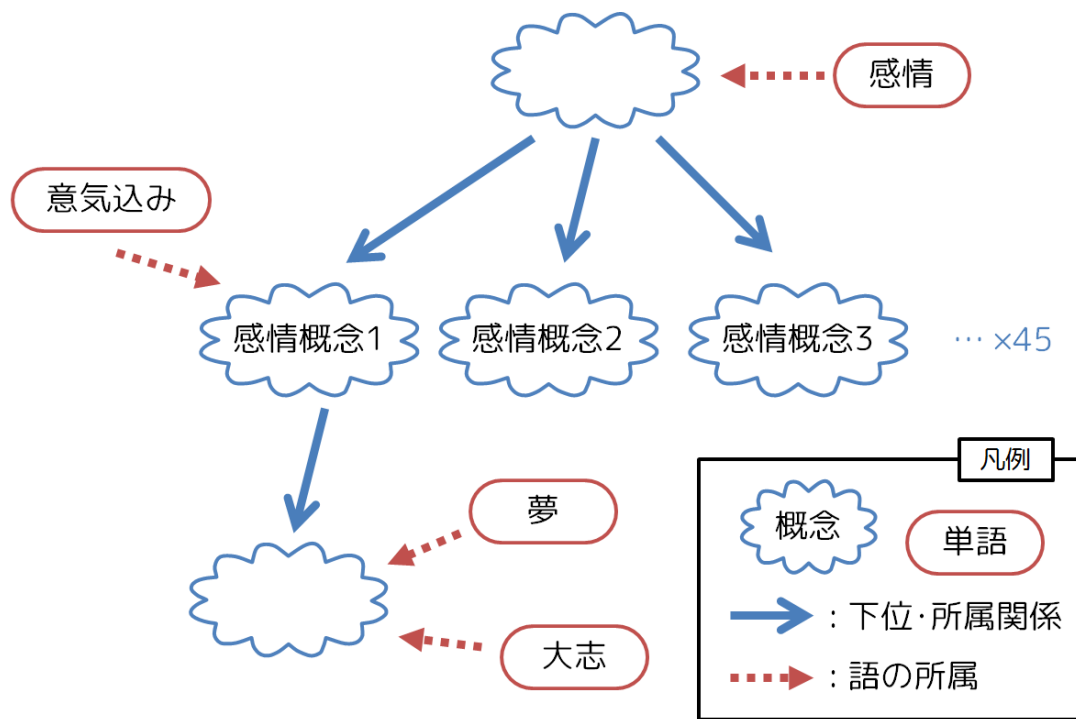 感情
意気込み
感情概念1
感情概念2
感情概念3
… ×45
夢
大志
凡例
概念
単語
：下位·所属関係
：語の所属